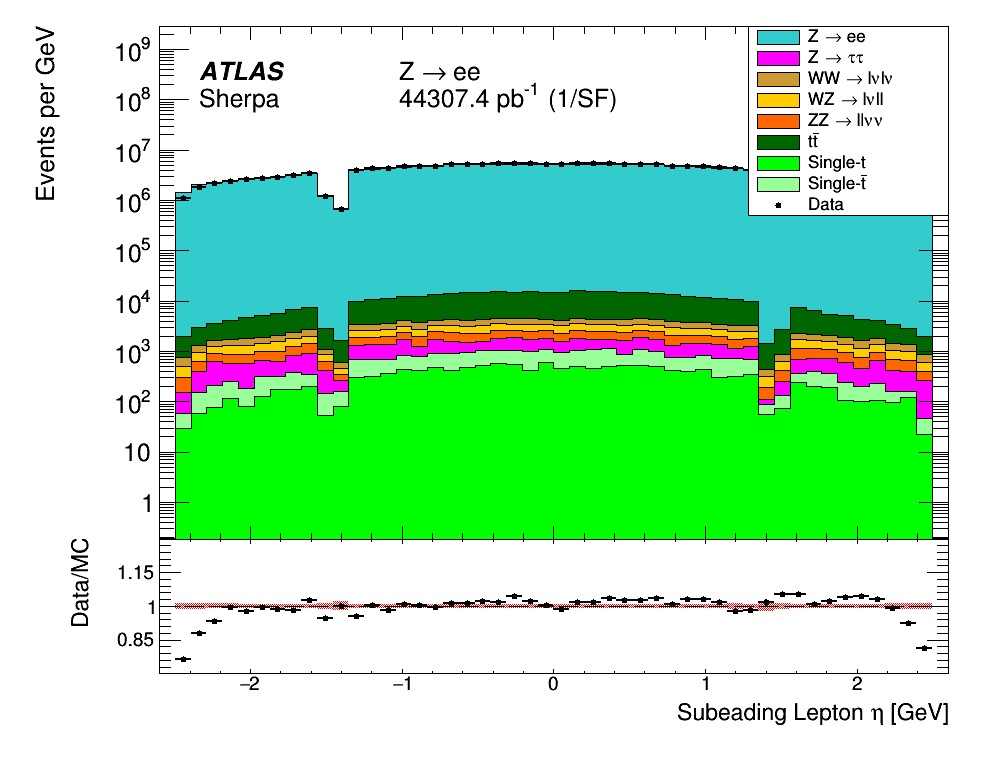 Events per GeV
10⁹
10⁸
10⁷
10⁶
10⁵
10⁴
10³
10²
10
1
ATLAS
Sherpa
Z → ee
44307.4 pb⁻¹ (1/SF)
Z → ee
Z → ττ
WW → lνlν
WZ → lνll
ZZ → llνν
tt̄
Single-t
Single-t̄
Data
Data/MC
1.15
1
0.85
−2
−1
0
1
2
Subeading Lepton η [GeV]